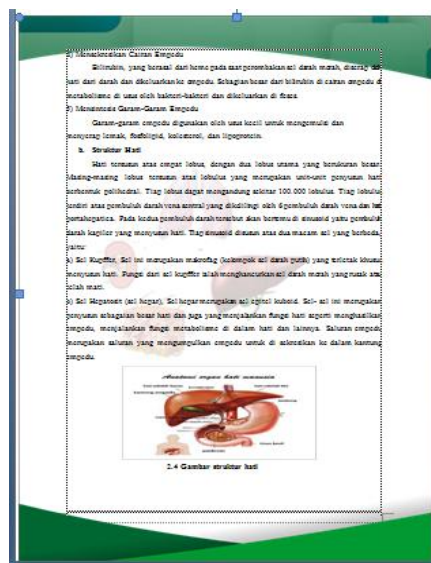 Mensekresikan Cairan Empedu
Bilirubin, yang berasal dari heme pada saat perombakan sel darah merah, diserap
hati dari darah dan dikeluarkan ke empedu. Sebagian besar dari bilirubin di cairan empedu
metabolisme di usus oleh bakteri-bakteri dan dikeluarkan di feses.
Mensintesis Garam-Garam Empedu
Garam-garam empedu digunakan oleh usus kecil untuk mengemulsi dan
menyerap lemak, fosfolipid, kolesterol, dan lipoprotein.
b. Struktur Hati
Hati tersusun atas empat lobus, dengan dua lobus utama yang berukuran besar.
Masing-masing lobus tersusun atas lobulus yang merupakan unit-unit penyusun hati
berbentuk polihedral. Tiap lobus dapat mengandung sekitar 100.000 lobulus. Tiap lobulus
terdiri atas pembuluh darah vena sentral yang dikelilingi oleh 6 pembuluh darah vena dan
portahepatica. Pada kedua pembuluh darah tersebut akan bertemu di sinusoid yaitu pembuluh
darah kapiler yang menyusun hati. Tiap sinusoid disusun atas dua macam sel yang berbeda,
yaitu:
Sel Kupffer, Sel ini merupakan makrofag (kelompok sel darah putih) yang terletak khusus
menyusun hati. Fungsi dari sel kupffer ialah menghancurkan sel darah merah yang rusak
telah mati.
Sel Hepatosit (sel hepar), Sel hepar merupakan sel epitel kuboid. Sel- sel ini merupakan
penyusun sebagaian besar hati dan juga yang menjalankan fungsi hati seperti menghasilkan
empedu, menjalankan fungsi metabolisme di dalam hati dan lainnya. Saluran empedu
merupakan saluran yang mengumpulkan empedu untuk di sekresikan ke dalam kantung
empedu.
Anatomi organ hati manusia
2.4 Gambar struktur hati